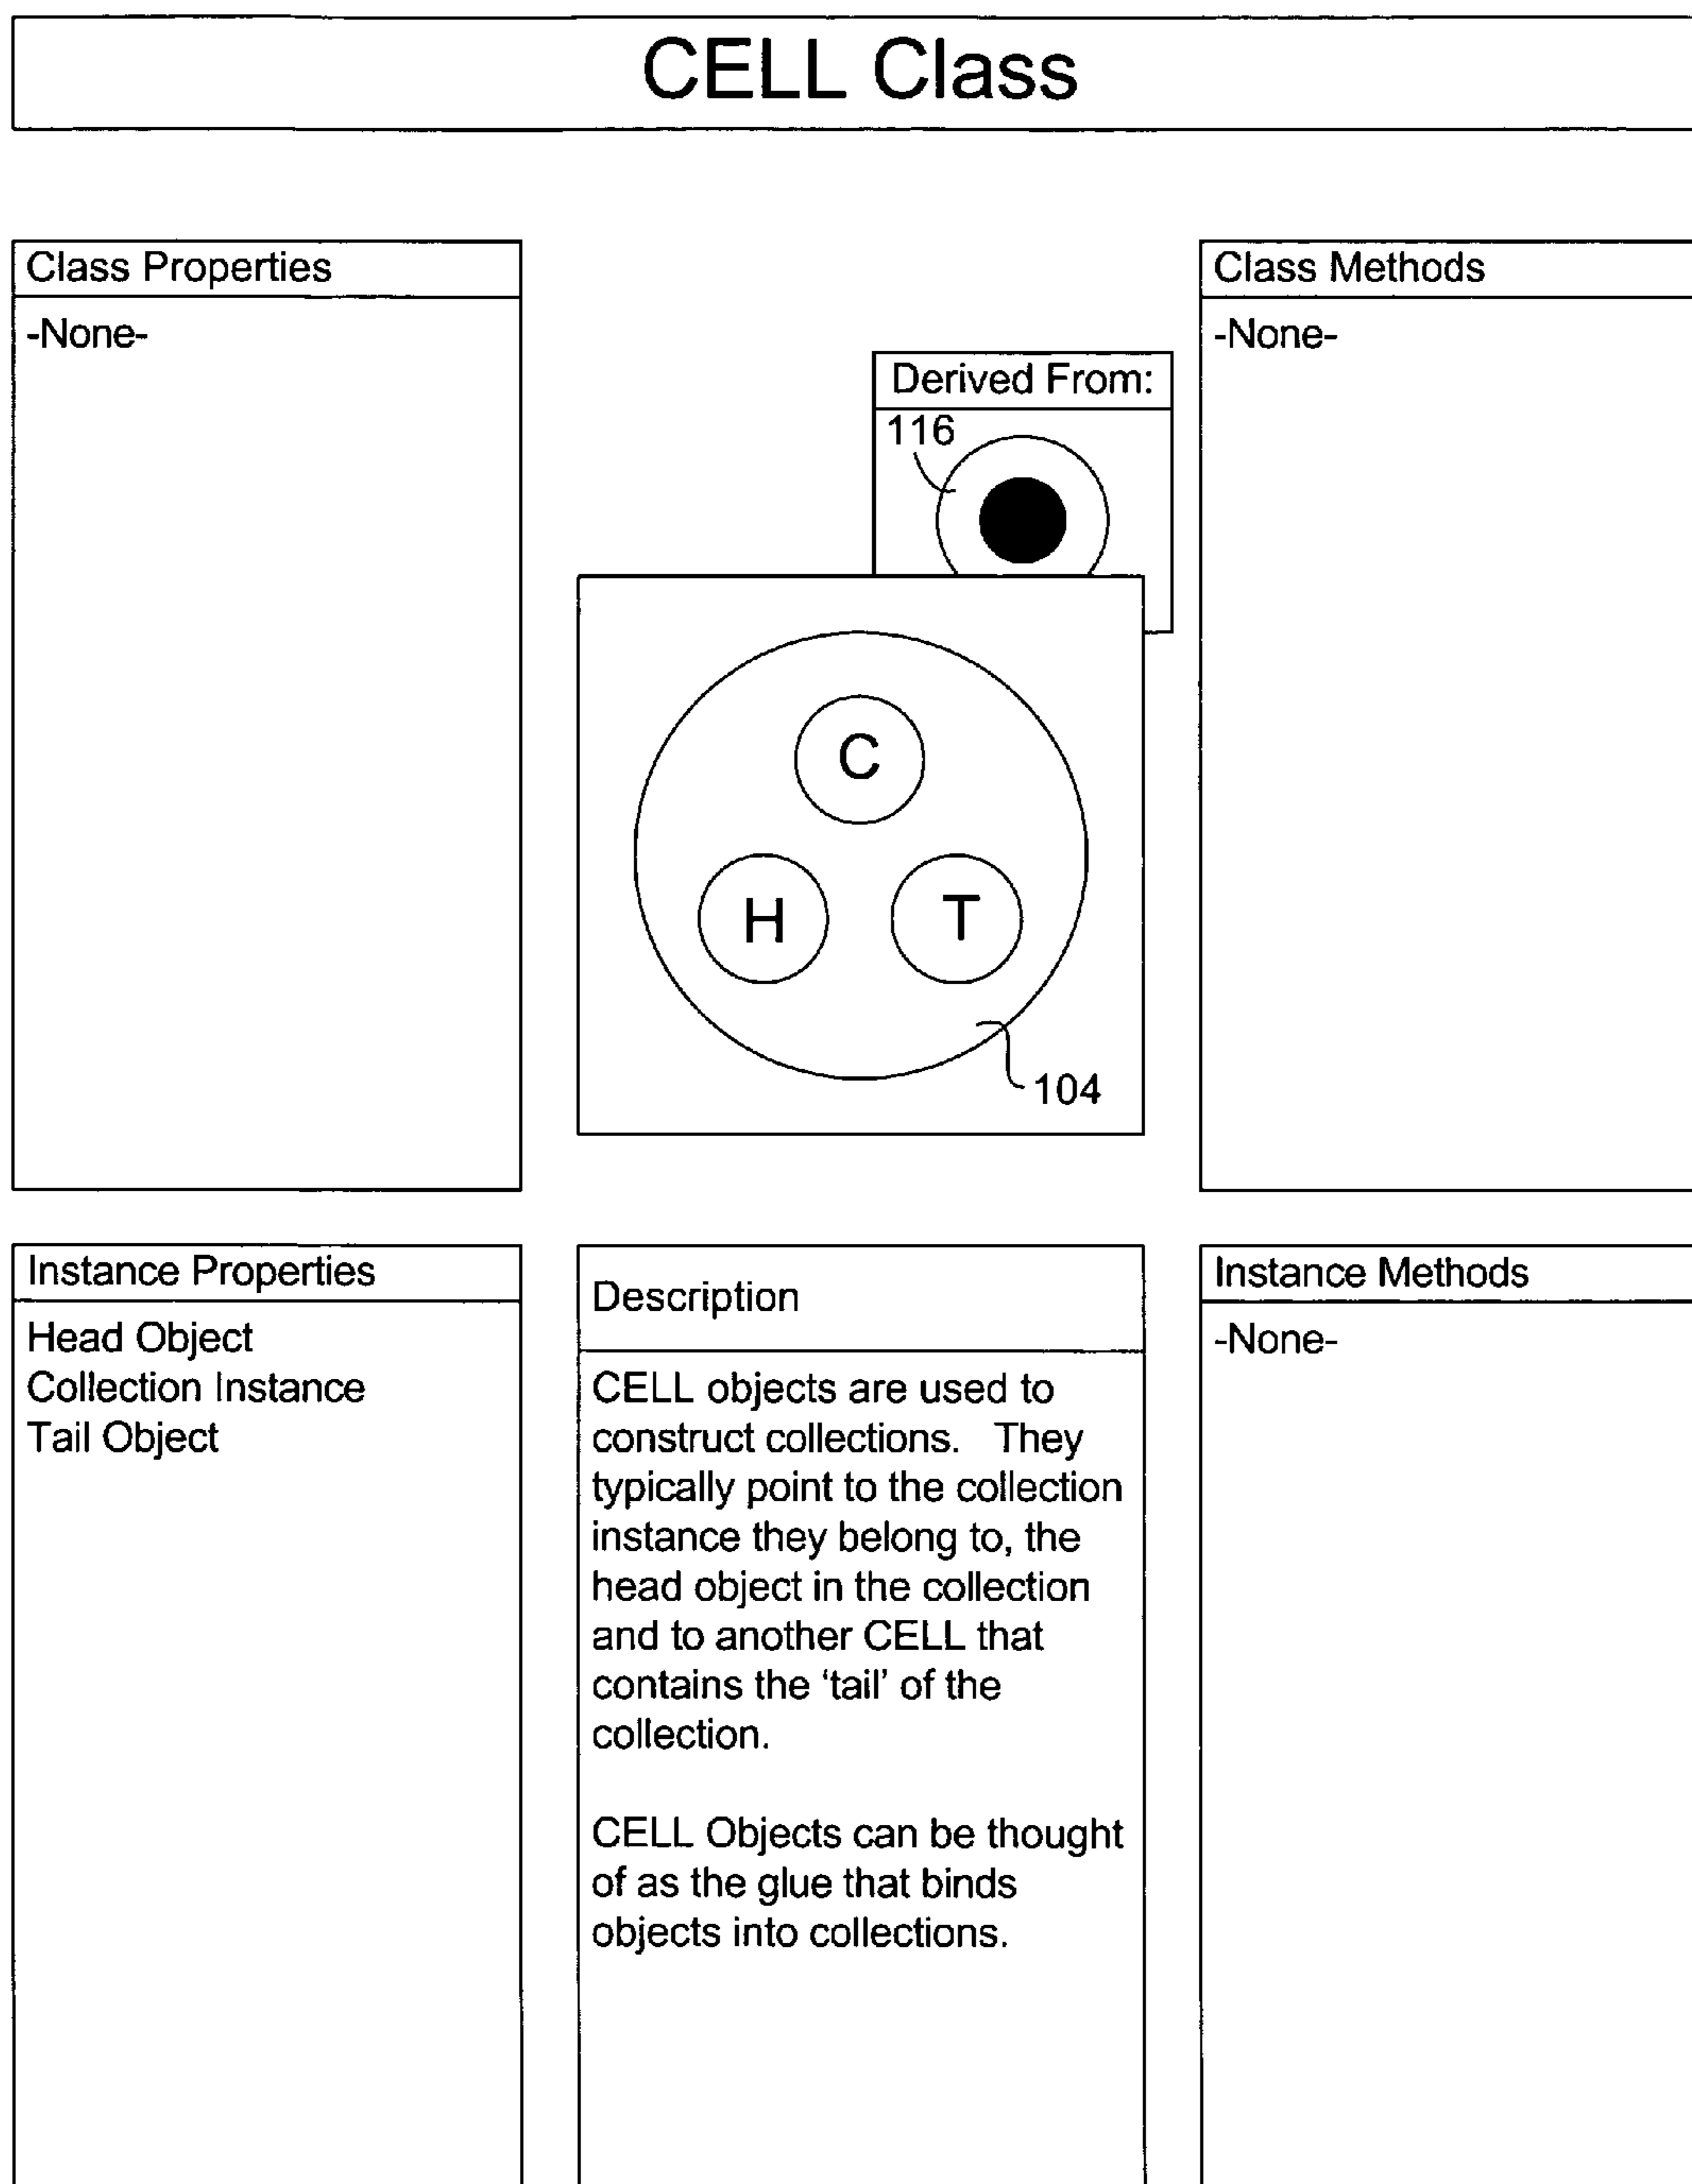 CELL Class
Class Properties
-None-
Derived From:
116
C
H
T
104
Class Methods
-None-
Instance Properties
Head Object
Collection Instance
Tail Object
Description
CELL objects are used to
construct collections. They
typically point to the collection
instance they belong to, the
head object in the collection
and to another CELL that
contains the ‘tail’ of the
collection.
CELL Objects can be thought
of as the glue that binds
objects into collections.
Instance Methods
-None-